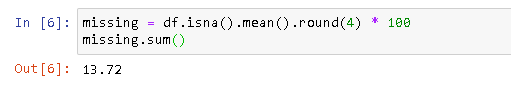 In [6]: missing = df.isna().mean().round(4) * 100
missing.sum()
Out[6]: 13.72